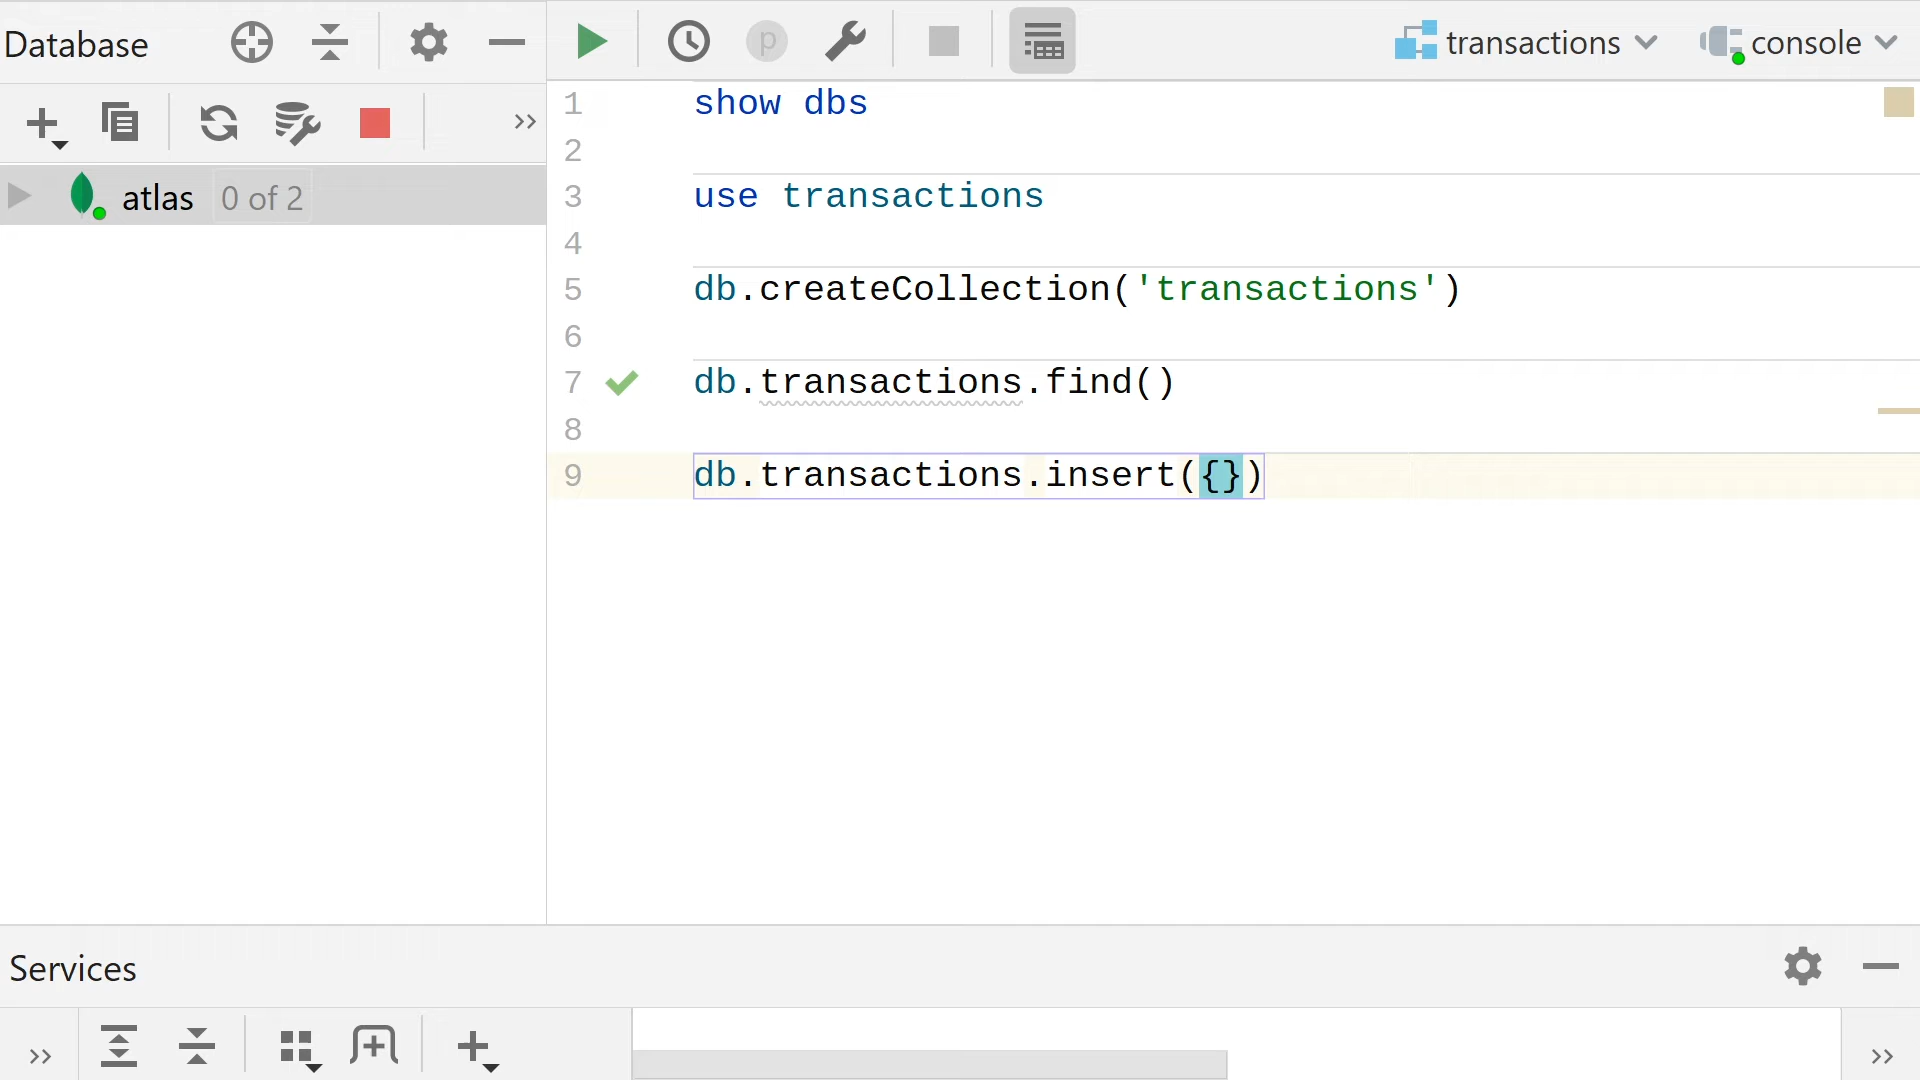 Database
transactions
console
atlas 0 of 2
1 show dbs
2
3 use transactions
4
5 db.createCollection('transactions')
6
7 db.transactions.find()
8
9 db.transactions.insert({})
Services